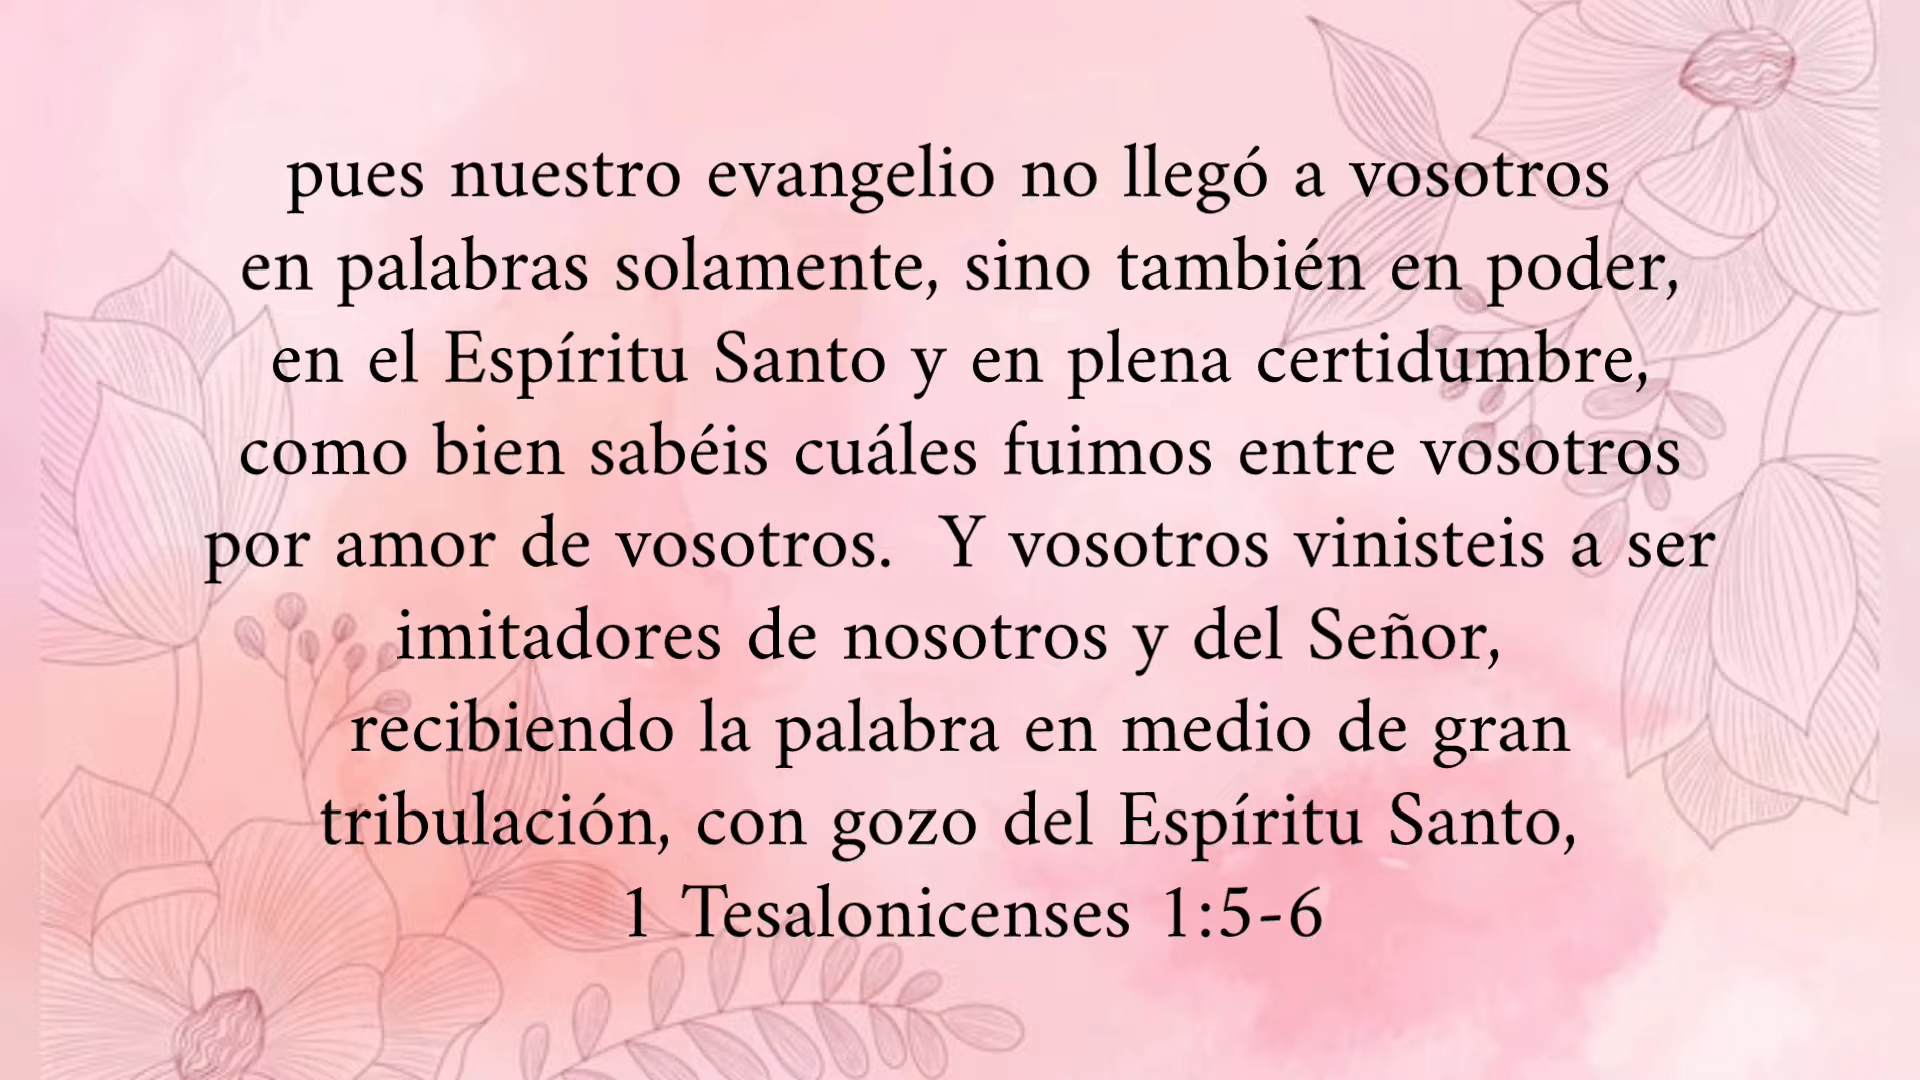 pues nuestro evangelio no llegó a vosotros
en palabras solamente, sino también en poder,
en el Espíritu Santo y en plena certidumbre,
como bien sabéis cuáles fuimos entre vosotros
por amor de vosotros.  Y vosotros vinisteis a ser
imitadores de nosotros y del Señor,
recibiendo la palabra en medio de gran
tribulación, con gozo del Espíritu Santo,
1 Tesalonicenses 1:5-6